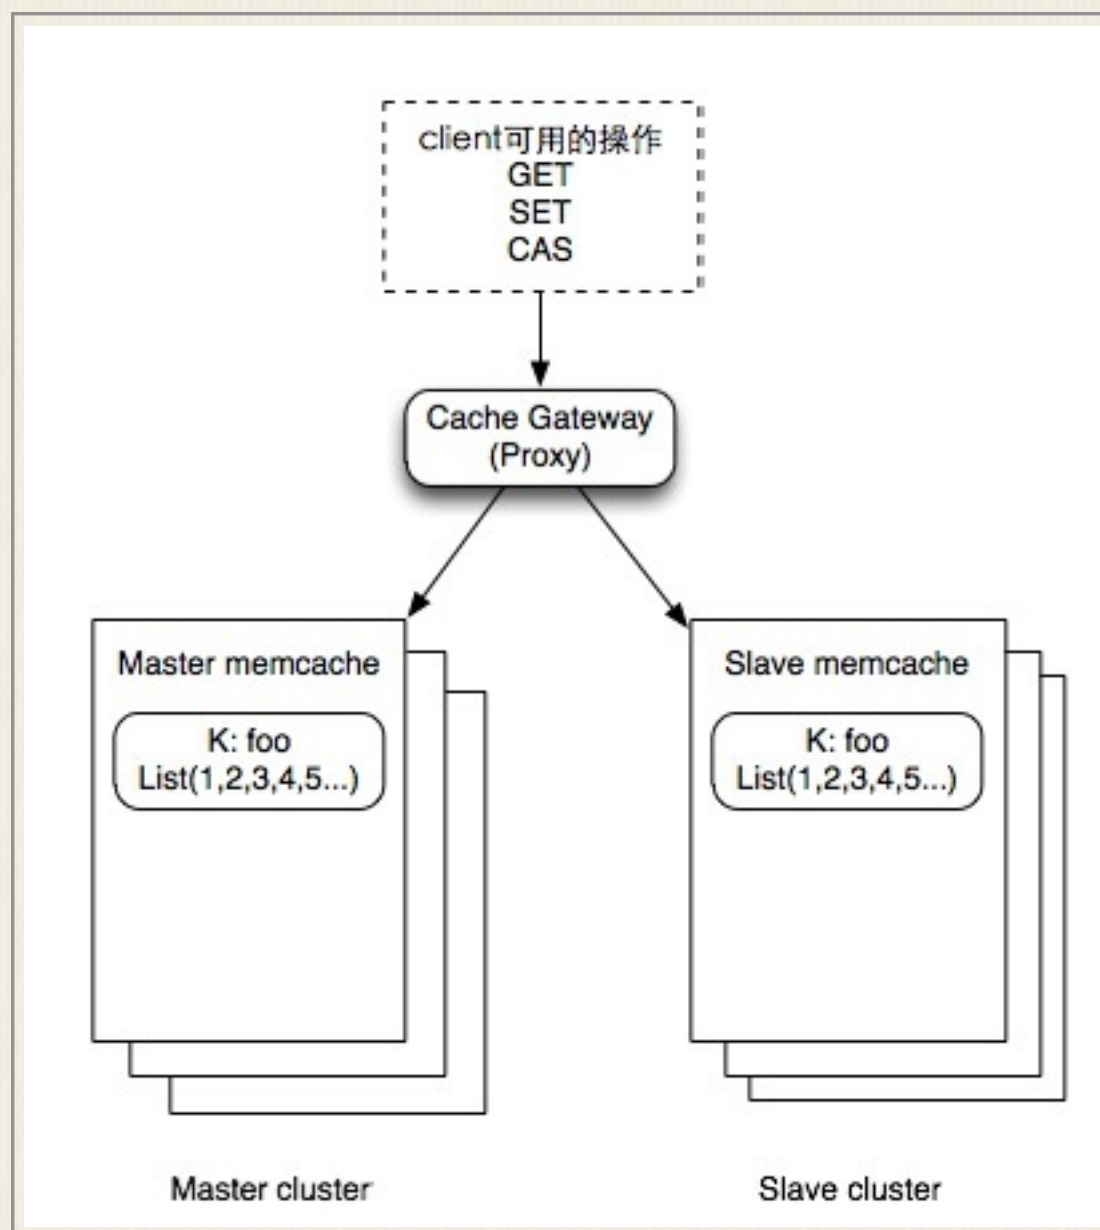 client可用的操作
GET
SET
CAS
Cache Gateway
(Proxy)
Master memcache
K: foo
List(1,2,3,4,5...)
Slave memcache
K: foo
List(1,2,3,4,5...)
Master cluster
Slave cluster